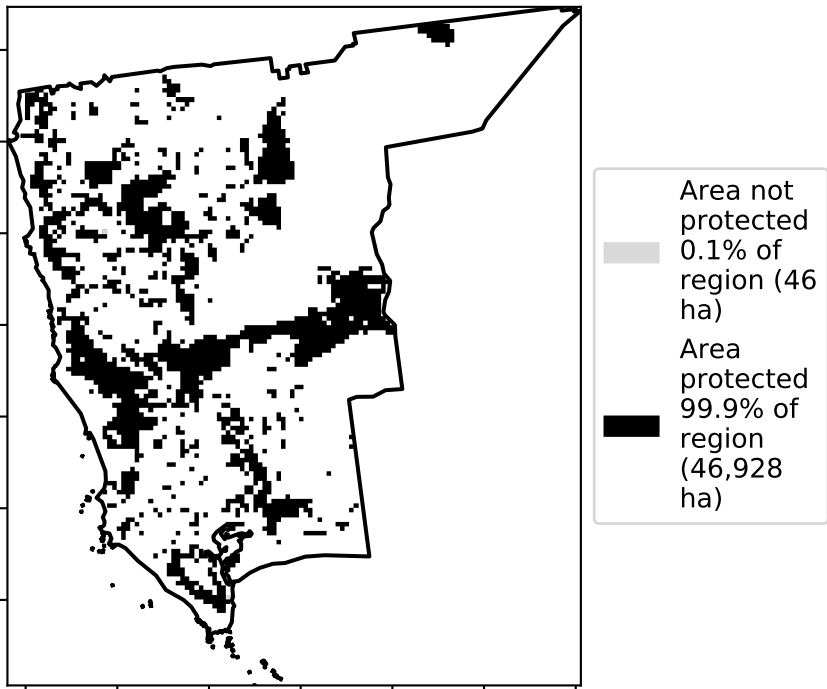 Area not
protected
0.1% of
region (46
ha)
Area
protected
99.9% of
region
(46,928
ha)